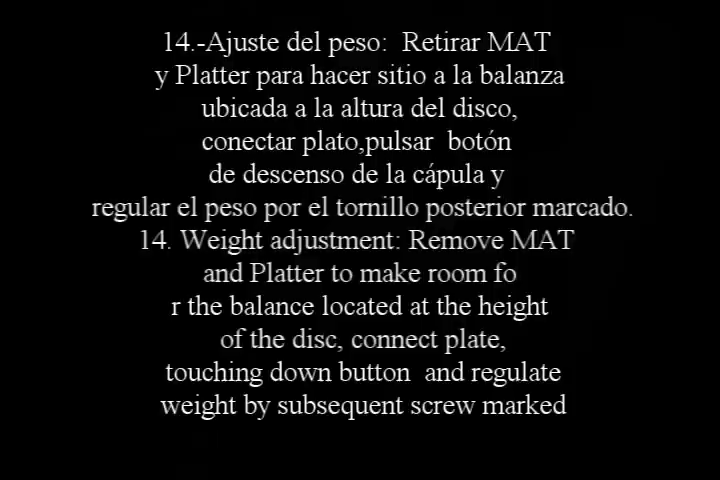 14.-Ajuste del peso:  Retirar MAT
y Platter para hacer sitio a la balanza
ubicada a la altura del disco,
conectar plato,pulsar  botón
de descenso de la cápula y
regular el peso por el tornillo posterior marcado.
14. Weight adjustment: Remove MAT
and Platter to make room fo
r the balance located at the height
of the disc, connect plate,
touching down button  and regulate
weight by subsequent screw marked